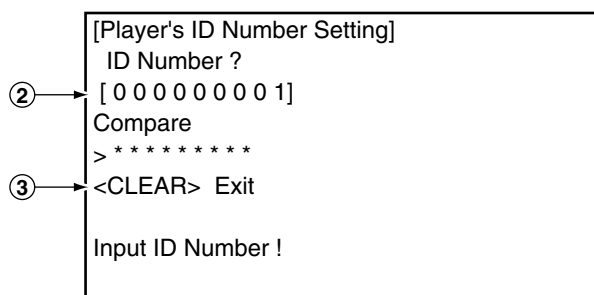 [Player's ID Number Setting]
ID Number ?
② [ 0 0 0 0 0 0 0 0 1]
Compare
> * * * * * * * * *
③ <CLEAR> Exit
Input ID Number !